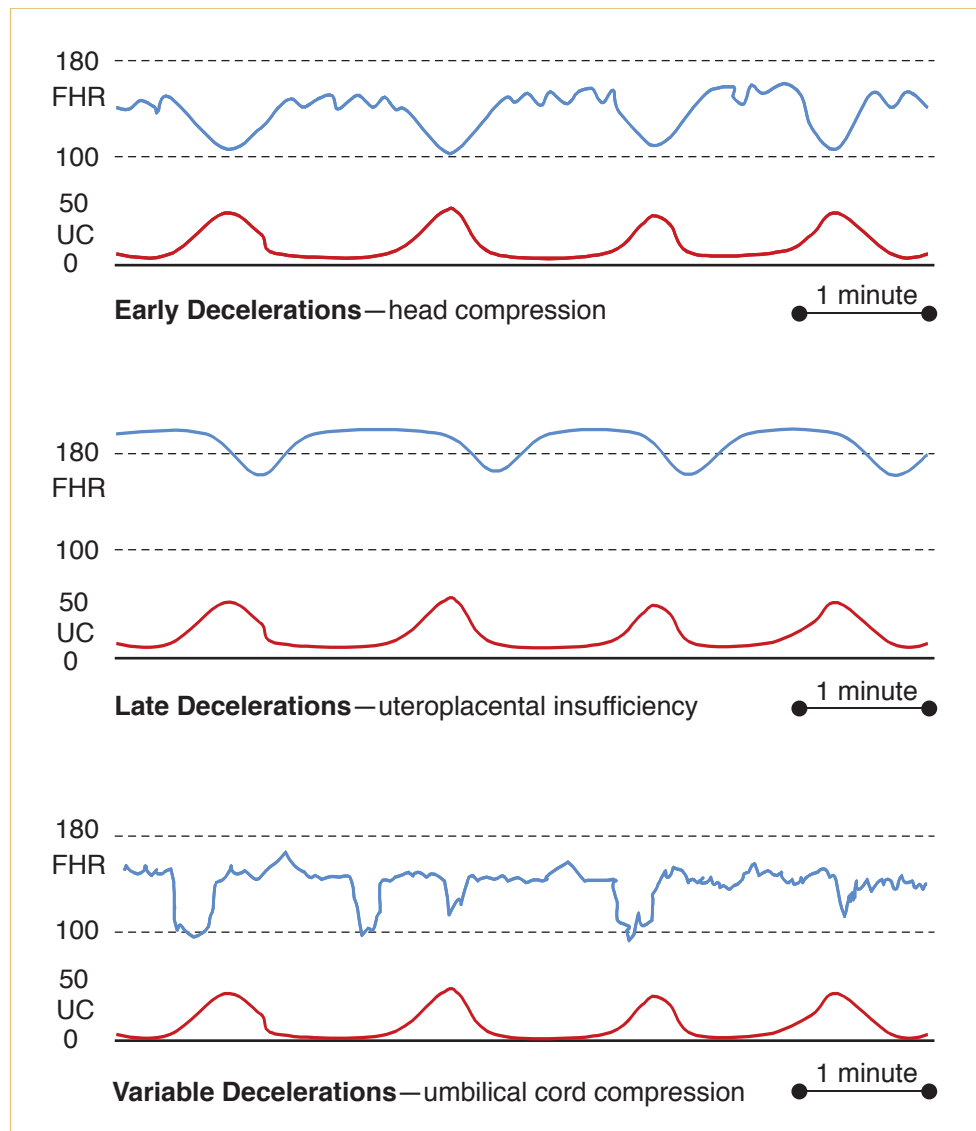 180
FHR
100
50
UC
0
Early Decelerations—head compression
1 minute
180
FHR
100
50
UC
0
Late Decelerations—uteroplacental insufficiency
1 minute
180
FHR
100
50
UC
0
Variable Decelerations—umbilical cord compression
1 minute